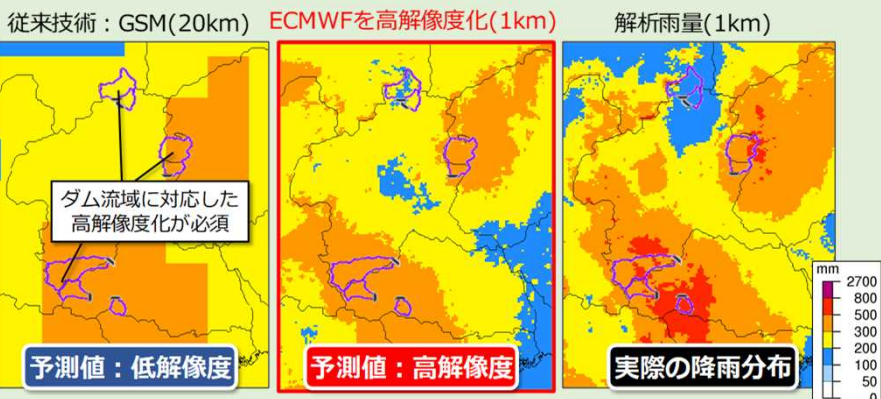 従来技術：GSM(20km)
ECMWFを高解像度化(1km)
解析雨量(1km)
ダム流域に対応した
高解像度化が必須
予測値：低解像度
予測値：高解像度
実際の降雨分布
mm
2700
800
500
300
200
100
50
0